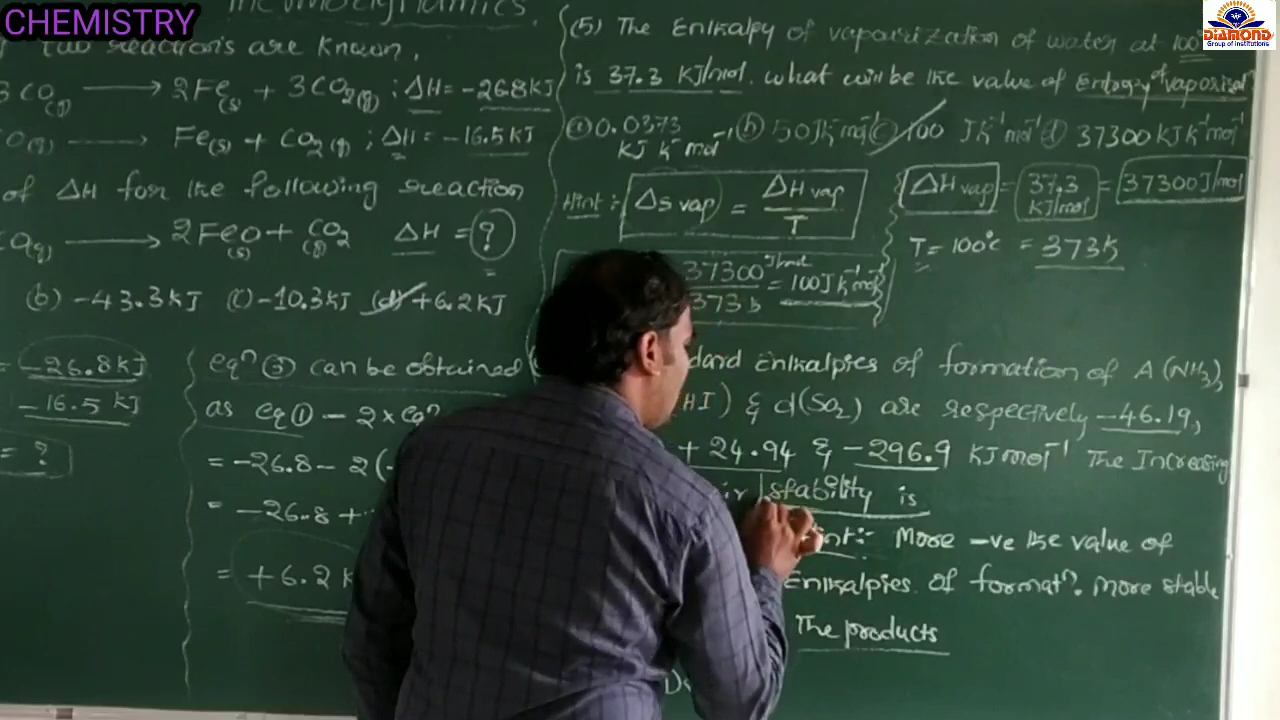 CHEMISTRY
DIAMOND
Group of Institutions
Two reactions are known,
3CO(g) → 2Fe(s) + 3CO2(g) ; ΔH = -26.8 kJ
Fe(s) + CO2(g) ; ΔH = -16.5 kJ
of ΔH for the following reaction
→ 2FeO(s) + CO2(g) ΔH = ?
(b) -43.3 kJ (c) -10.3 kJ (d) +6.2 kJ
= -26.8 kJ
-16.5 kJ
= ?
eqn ③ can be obtained
as eq ① - 2 × eqn
= -26.8 - 2(-
= -26.8 +
= +6.2 k
(5) The Enthalpy of vapourization of water at 100
is 37.3 KJ/mol. what will be the value of Entropy of vaporisatn?
ⓐ 0.0373 KJ K⁻¹ mol⁻¹ ⓑ 50 J K⁻¹ mol⁻¹ ⓒ 100 J K⁻¹ mol⁻¹ ⓓ 37300 KJ K⁻¹ mol⁻¹
Hint :- ΔS vap = ΔH vap / T
ΔH vap = 37.3 KJ/mol = 37300 J/mol
T = 100°C = 373 K
37300 J/mol / 373 K = 100 J K⁻¹ mol⁻¹
dard Enthalpies of formation of A (NH3),
(HI) & d(SO2) are respectively -46.19,
+ 24.94 & -296.9 KJ mol⁻¹ The Increasing
stability is
int :- More -ve the value of
Enthalpies of formatn. More stable
The products